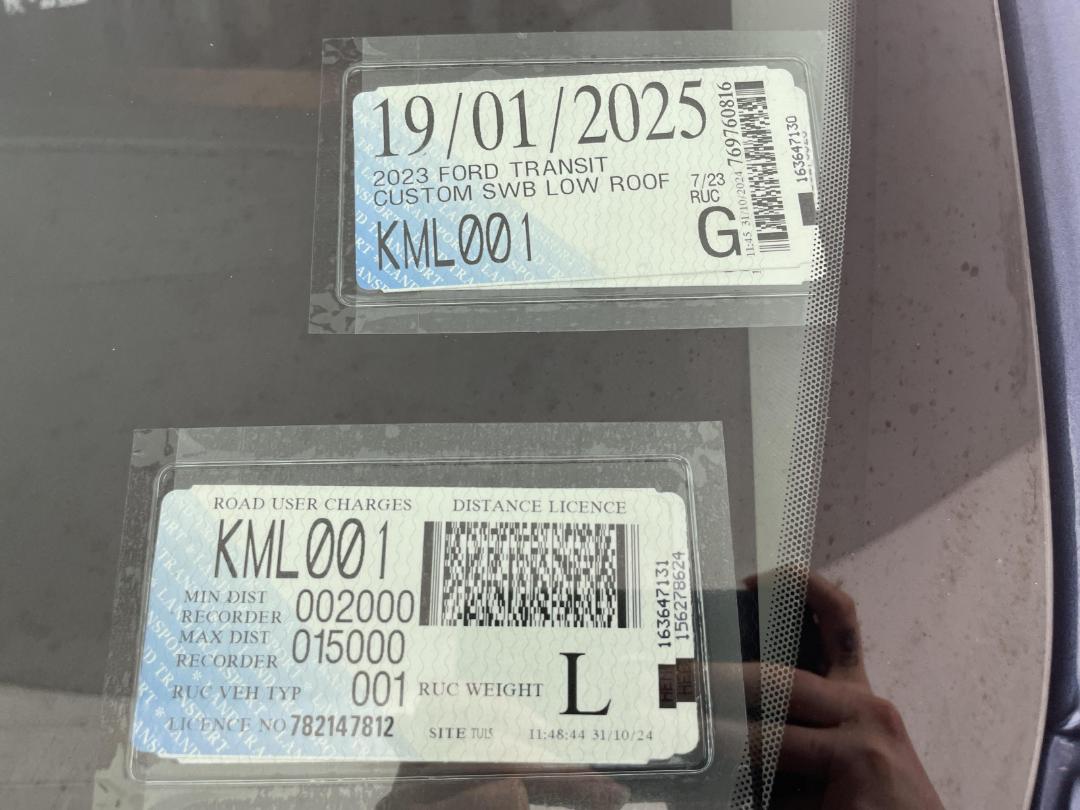 19/01/2025
2023 FORD TRANSIT
CUSTOM SWB LOW ROOF
7/23
RUC
KML001
G
11:45 31/10/2024
769760816
163647130
ROAD USER CHARGES DISTANCE LICENCE
KML001
MIN DIST
RECORDER 002000
MAX DIST
RECORDER 015000
RUC VEH TYP 001 RUC WEIGHT L
LICENCE NO 782147812 SITE TUL5 11:48:44 31/10/24
163647131
156278624